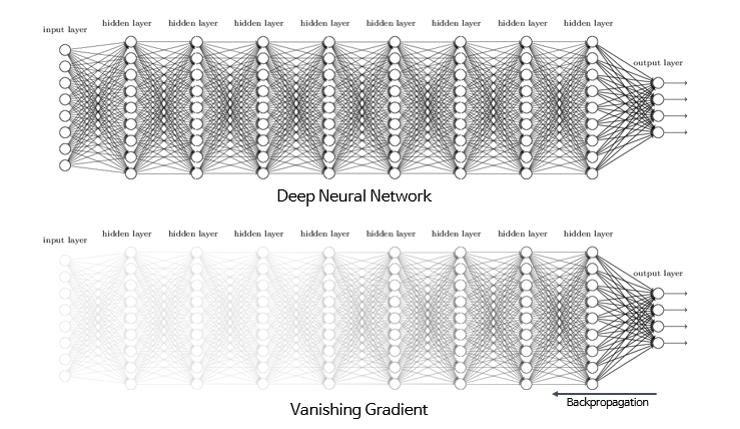 input layer
hidden layer hidden layer hidden layer hidden layer hidden layer hidden layer hidden layer hidden layer
output layer
Deep Neural Network
input layer
hidden layer hidden layer hidden layer hidden layer hidden layer hidden layer hidden layer hidden layer
output layer
Backpropagation
Vanishing Gradient